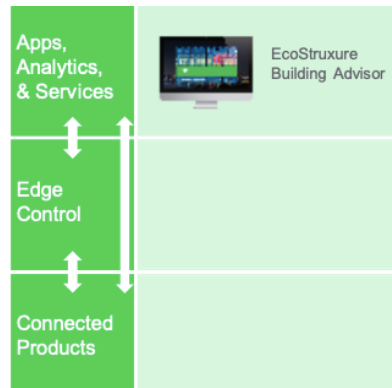 Apps,
Analytics,
& Services
EcoStruxure
Building Advisor
Edge
Control
Connected
Products